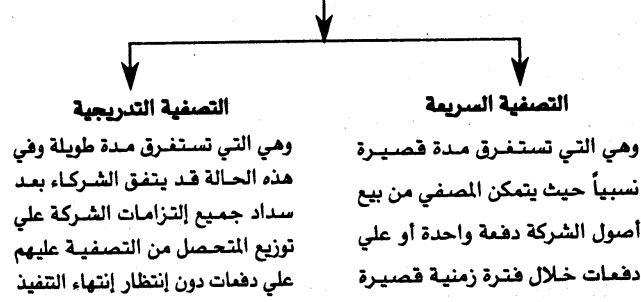 التصفية السريعة
وهي التي تستغرق مدة قصيرة
نسبياً حيث يتمكن المصفي من بيع
أصول الشركة دفعة واحدة أو علي
دفعات خلال فترة زمنية قصيرة
التصفية التدريجية
وهي التي تستغرق مدة طويلة وفي
هذه الحالة قد يتفق الشركاء بعد
سداد جميع إلتزامات الشركة علي
توزيع المتحصل من التصفية عليهم
علي دفعات دون إنتظار إنتهاء التنفيذ